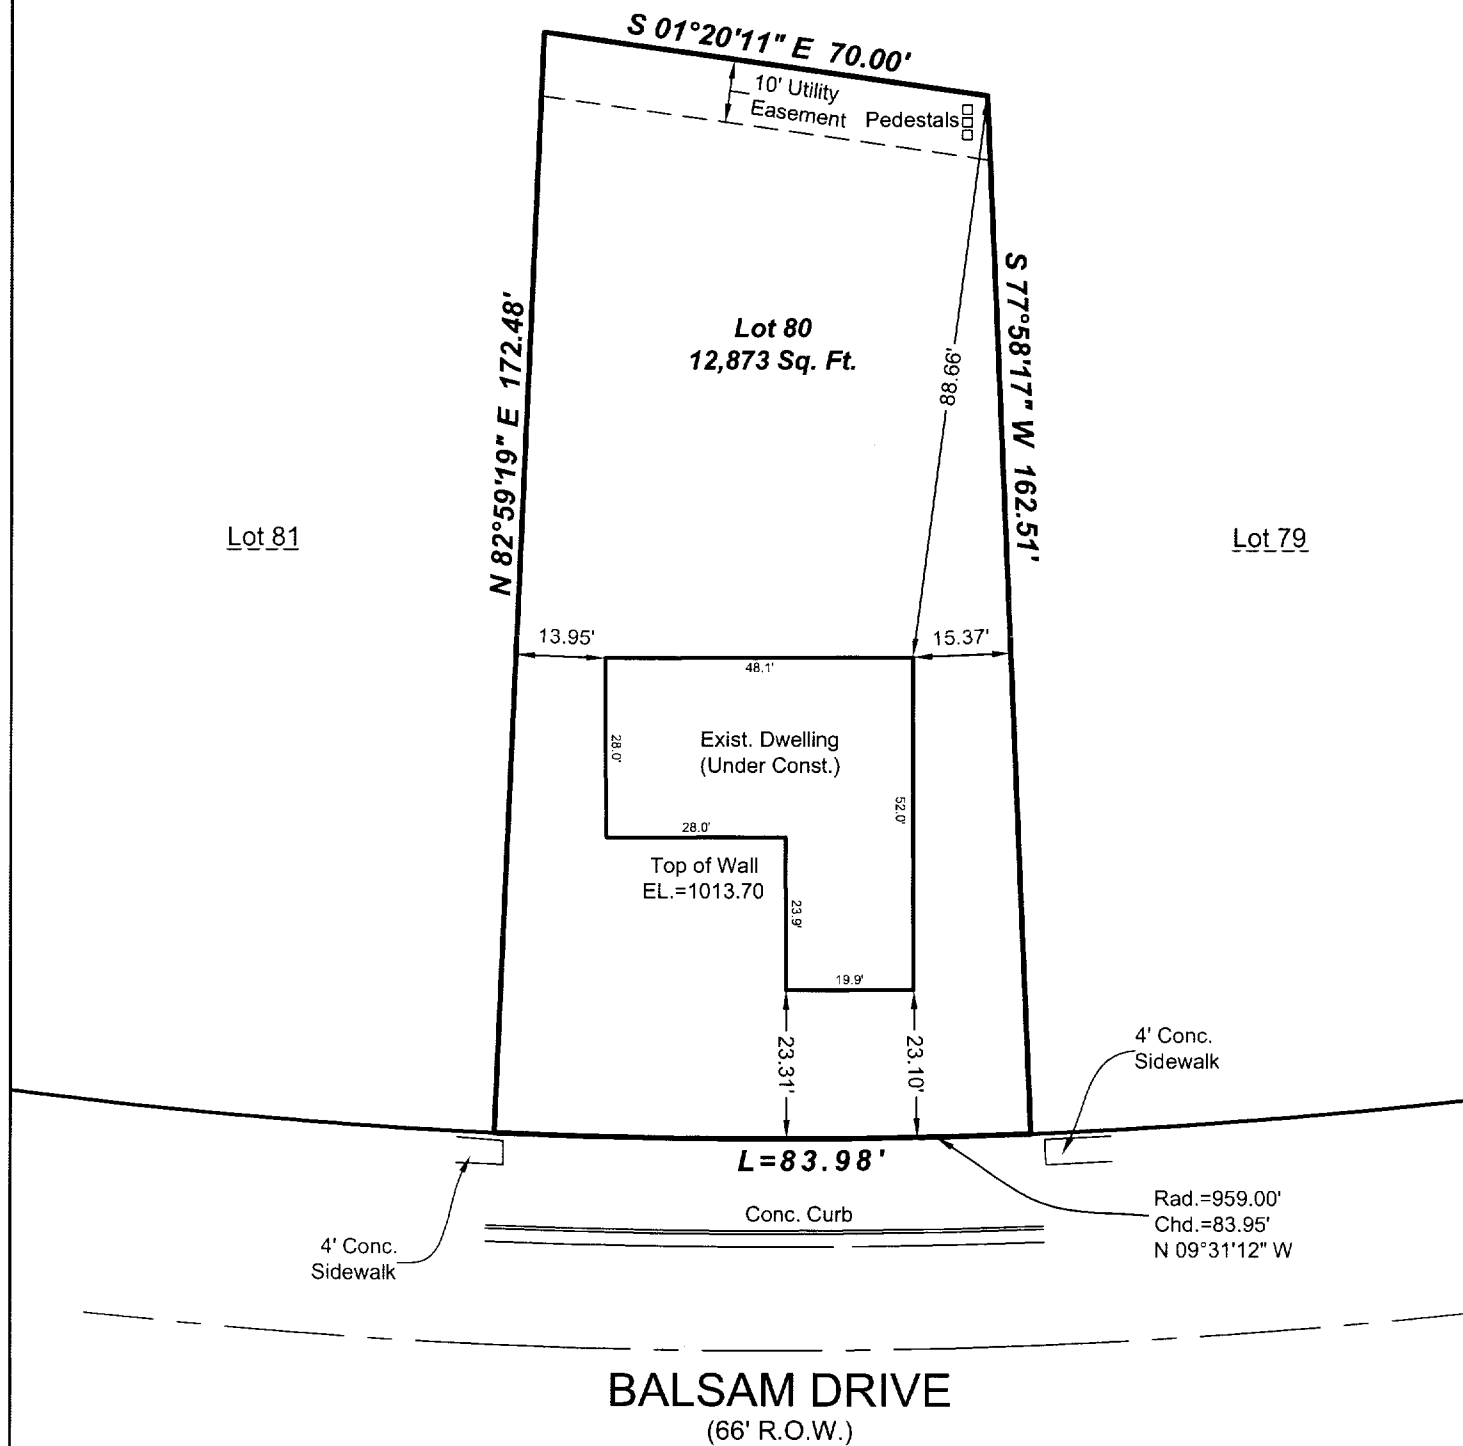 S 01°20'11" E 70.00'
10' Utility
Easement
Pedestals
N 82°59'19" E 172.48'
S 77°58'17" W 162.51'
Lot 80
12,873 Sq. Ft.
88.66'
Lot 81
Lot 79
13.95'
15.37'
48.1'
28.0'
Exist. Dwelling
(Under Const.)
52.0'
28.0'
Top of Wall
EL.=1013.70
23.9'
19.9'
23.31'
23.10'
4' Conc.
Sidewalk
L=83.98'
Rad.=959.00'
Chd.=83.95'
N 09°31'12" W
Conc. Curb
4' Conc.
Sidewalk
BALSAM DRIVE
(66' R.O.W.)